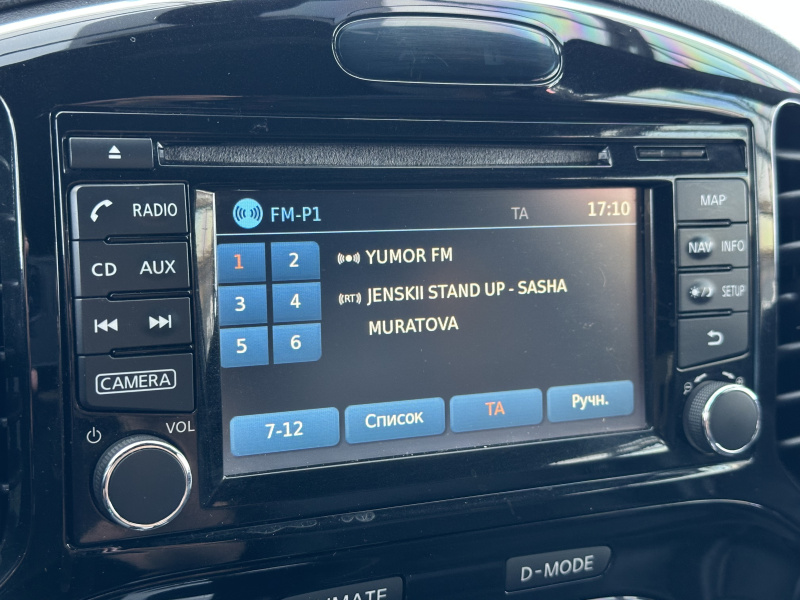 RADIO
CD AUX
CAMERA
VOL
FM-P1 TA 17:10
1 2
3 4
5 6
YUMOR FM
(RT) JENSKII STAND UP - SASHA
MURATOVA
7-12 Список TA Ручн.
MAP
NAV INFO
SETUP
D-MODE